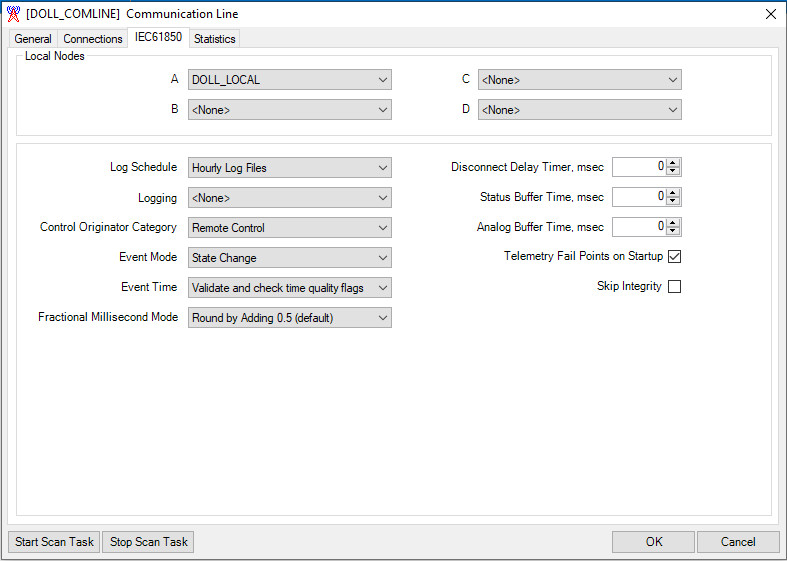 [DOLL_COMLINE] Communication Line
General Connections IEC61850 Statistics
Local Nodes
A DOLL_LOCAL C <None>
B <None> D <None>
Log Schedule Hourly Log Files Disconnect Delay Timer, msec 0
Logging <None> Status Buffer Time, msec 0
Control Originator Category Remote Control Analog Buffer Time, msec 0
Event Mode State Change Telemetry Fail Points on Startup
Event Time Validate and check time quality flags Skip Integrity
Fractional Millisecond Mode Round by Adding 0.5 (default)
Start Scan Task Stop Scan Task OK Cancel